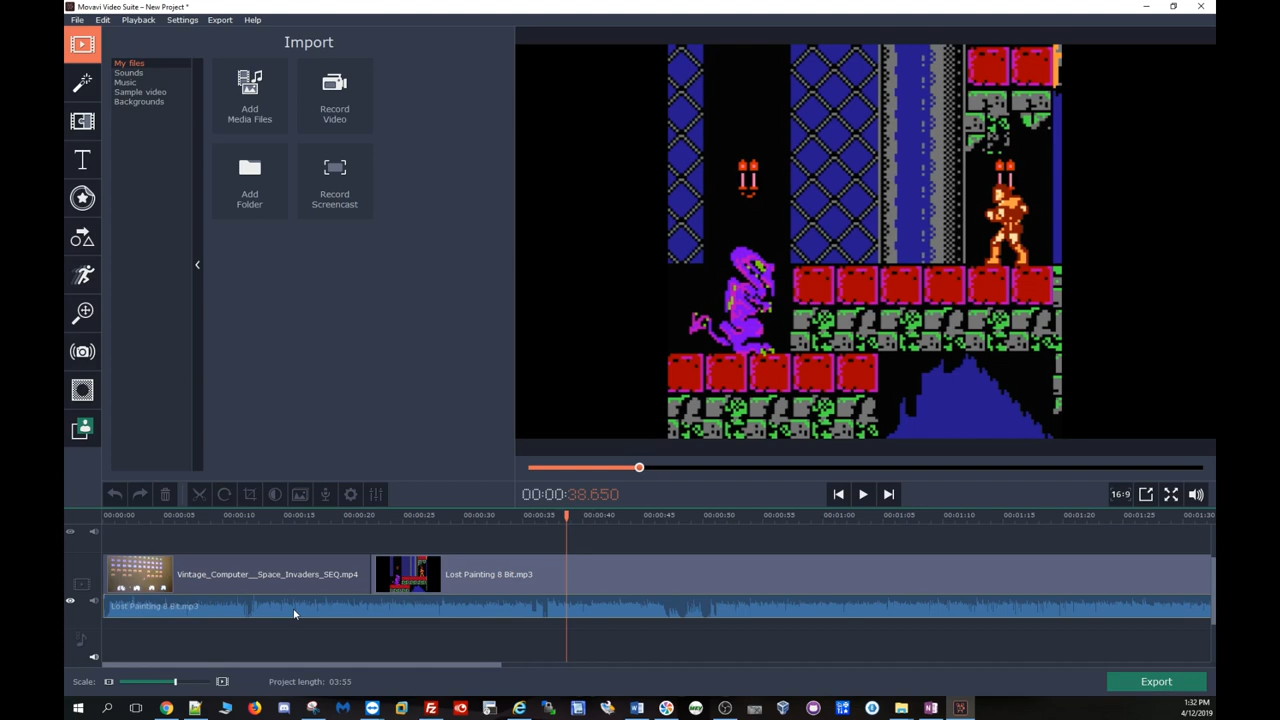 Movavi Video Suite – New Project *
File Edit Playback Settings Export Help
Import
My files
Sounds
Music
Sample video
Backgrounds
Add
Media Files
Record
Video
Add
Folder
Record
Screencast
00:00:38.650
16:9
00:00:00 00:00:05 00:00:10 00:00:15 00:00:20 00:00:25 00:00:30 00:00:35 00:00:40 00:00:45 00:00:50 00:00:55 00:01:00 00:01:05 00:01:10 00:01:15 00:01:20 00:01:25 00:01:30
Vintage_Computer__Space_Invaders_SEQ.mp4
Lost Painting 8 Bit.mp3
Lost Painting 8 Bit.mp3
Scale:
Project length: 03:55
Export
1:32 PM
4/12/2019